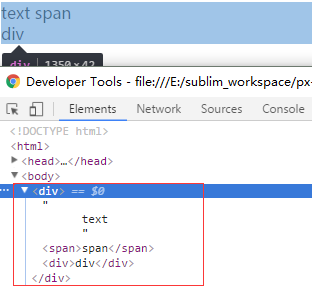 text span
div
div 1350×42
Developer Tools - file:///E:/sublim_workspace/px-
Elements Network Sources Console
<!DOCTYPE html>
<html>
▶<head>…</head>
▼<body>
… ▼<div> == $0
"
text
"
<span>span</span>
<div>div</div>
</div>